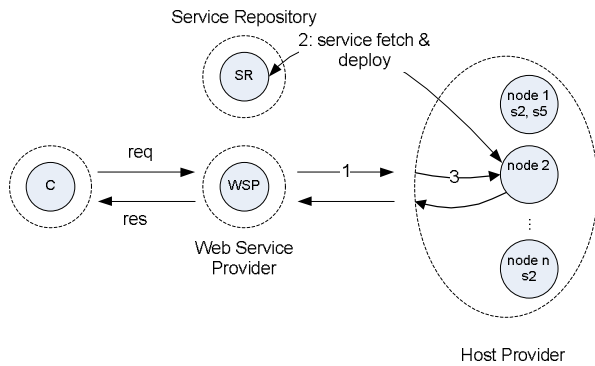 Service Repository
2: service fetch &
deploy
SR
node 1
s2, s5
req
1
C
WSP
3
node 2
res
Web Service
Provider
⋮
node n
s2
Host Provider